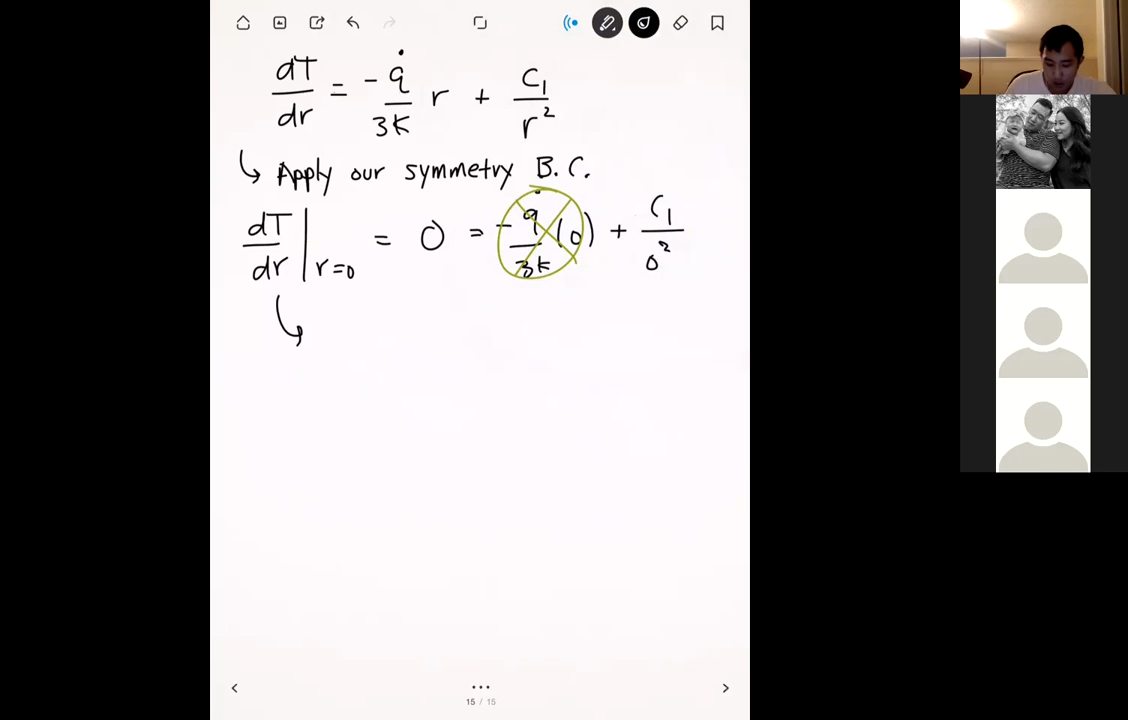 dT/dr = - q̇/3k r + C₁/r²
↳ Apply our symmetry B.C.
dT/dr |r=0 = 0 = - q̇/3k (0) + C₁/0²
15 / 15